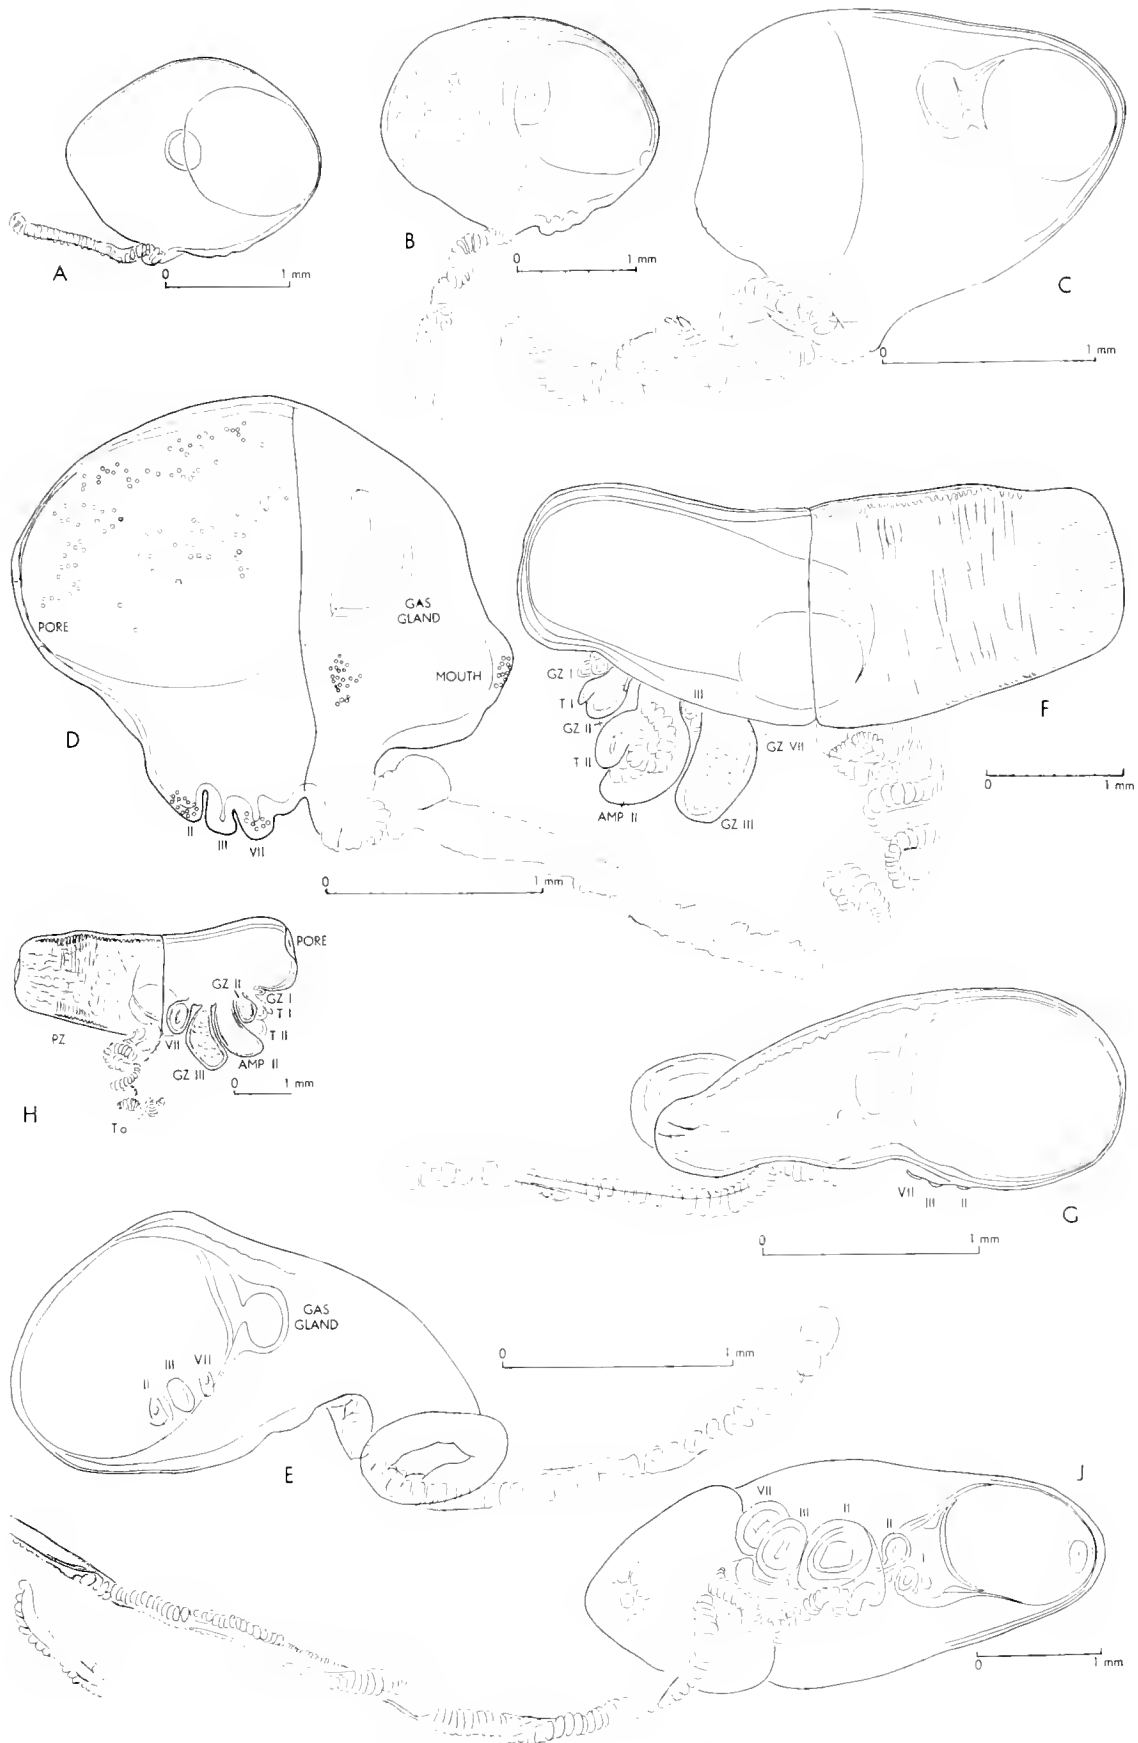 A
0 1 mm
B
0 1 mm
C
0 1 mm
PORE
GAS
GLAND
MOUTH
D
II
III
VII
0 1 mm
GZ I
T I
GZ II
T II
AMP II
III
GZ VII
GZ III
F
0 1 mm
PORE
GZ II
GZ I
T I
T II
PZ
VII
GZ III
AMP II
0 1 mm
H
To
VII
III
II
G
0 1 mm
GAS
GLAND
II
III
VII
0 1 mm
E
J
VII
III
II
II
0 1 mm